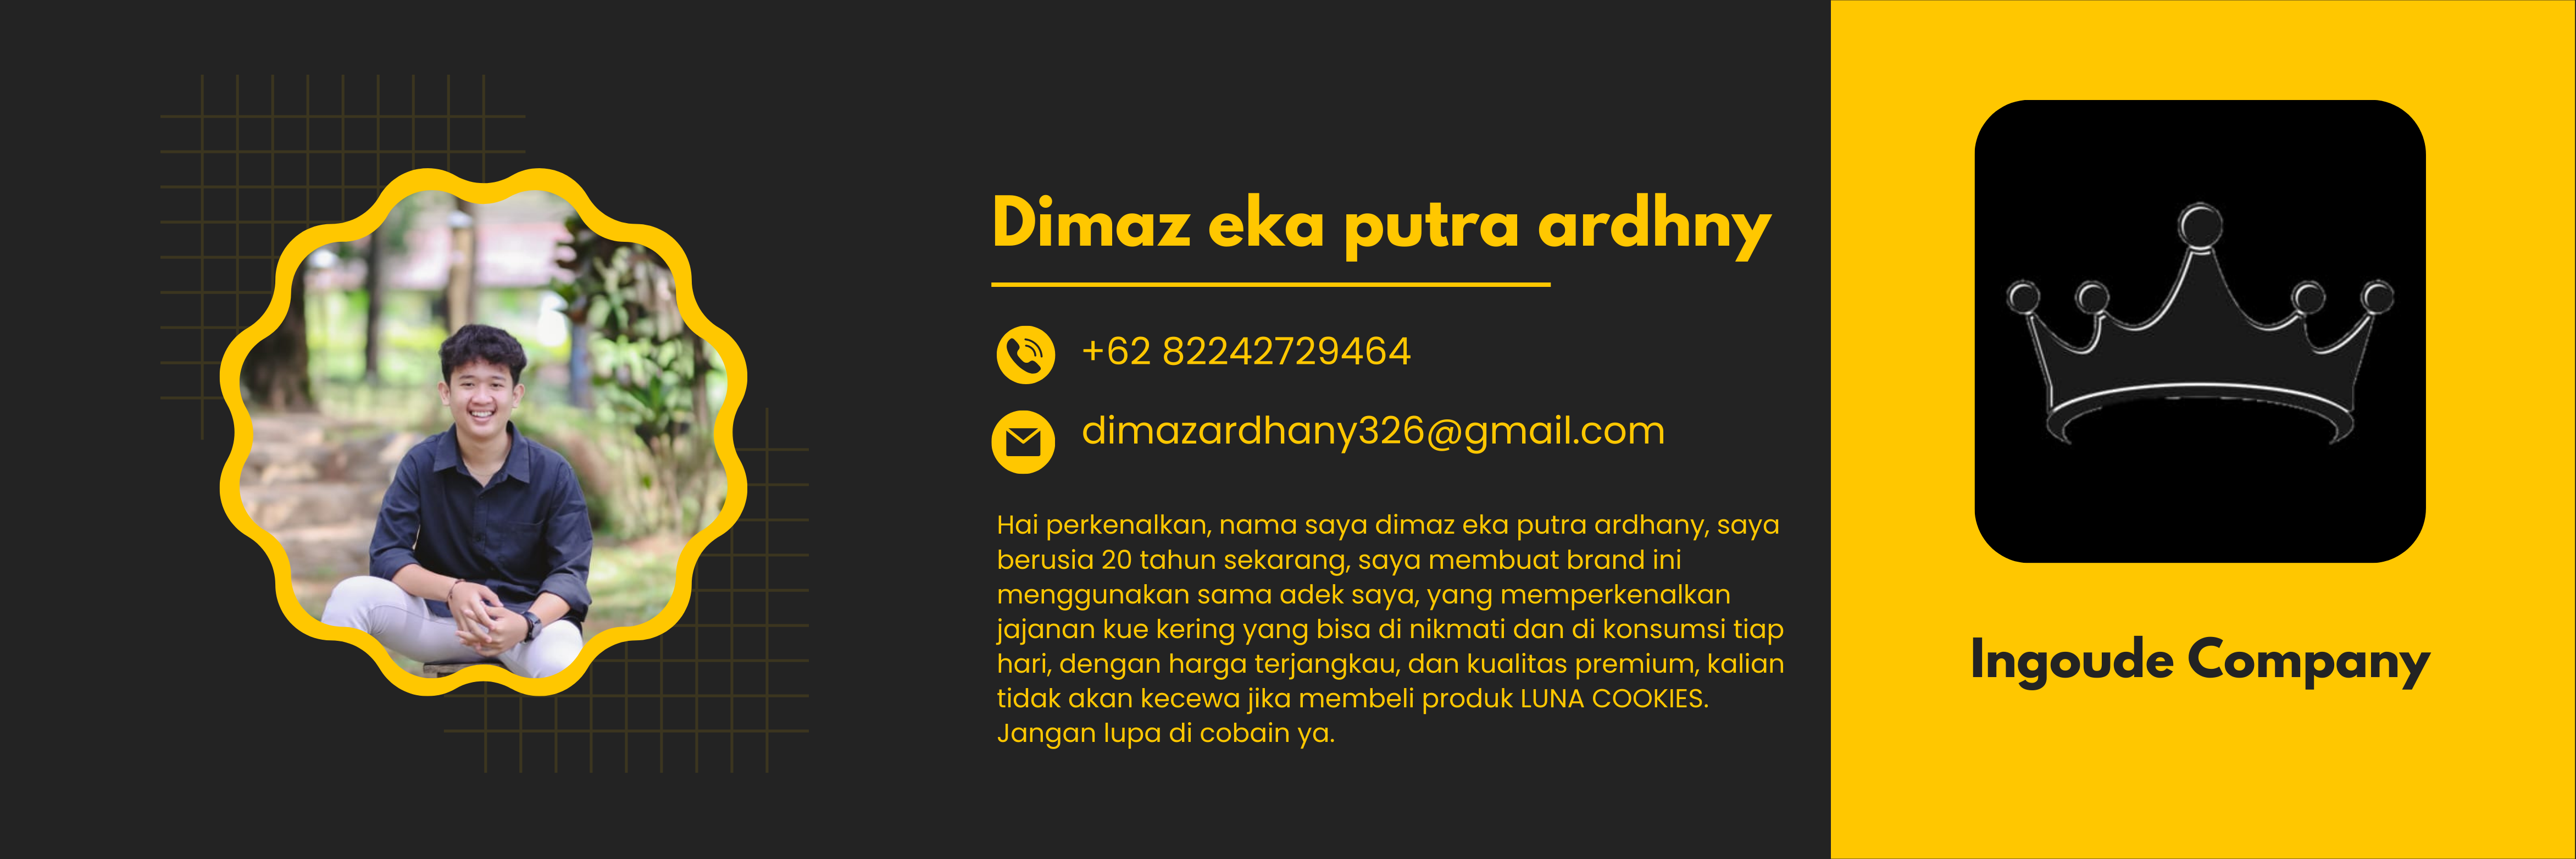 Dimaz eka putra ardhny
+62 82242729464
dimazardhany326@gmail.com
Hai perkenalkan, nama saya dimaz eka putra ardhany, saya
berusia 20 tahun sekarang, saya membuat brand ini
menggunakan sama adek saya, yang memperkenalkan
jajanan kue kering yang bisa di nikmati dan di konsumsi tiap
hari, dengan harga terjangkau, dan kualitas premium, kalian
tidak akan kecewa jika membeli produk LUNA COOKIES.
Jangan lupa di cobain ya.
Ingoude Company